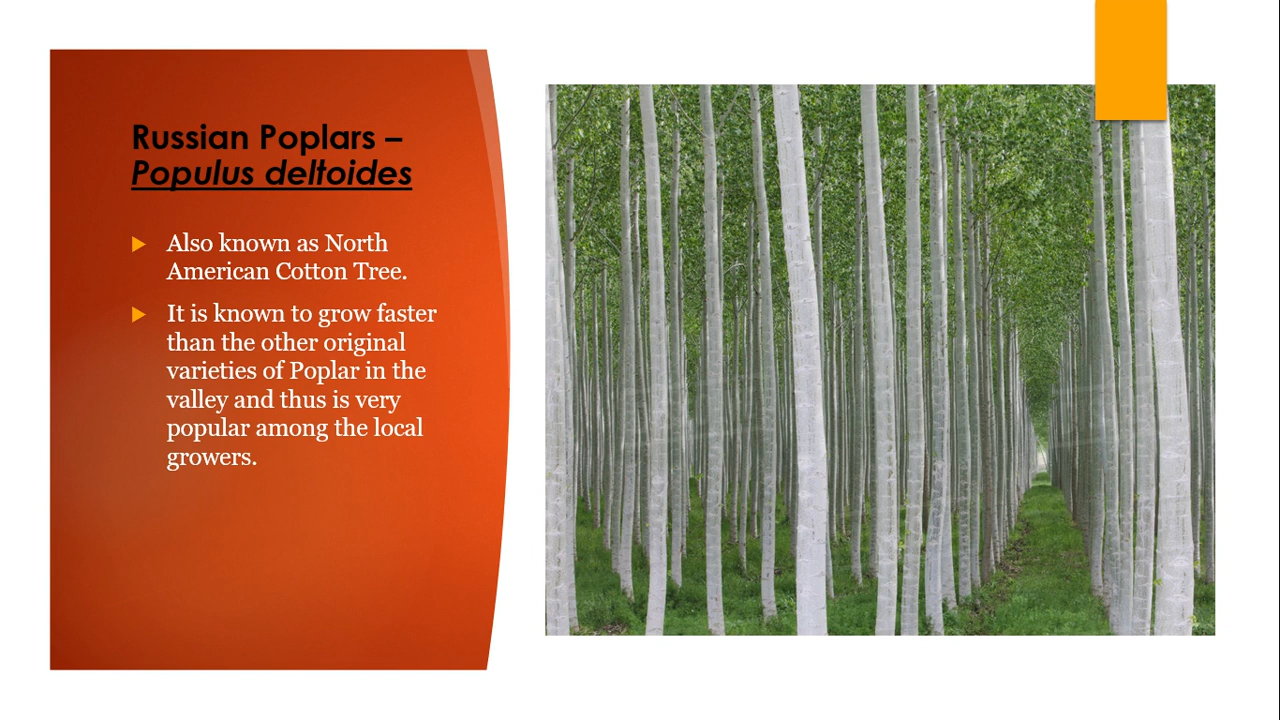 Russian Poplars –
Populus deltoides
Also known as North
American Cotton Tree.
It is known to grow faster
than the other original
varieties of Poplar in the
valley and thus is very
popular among the local
growers.